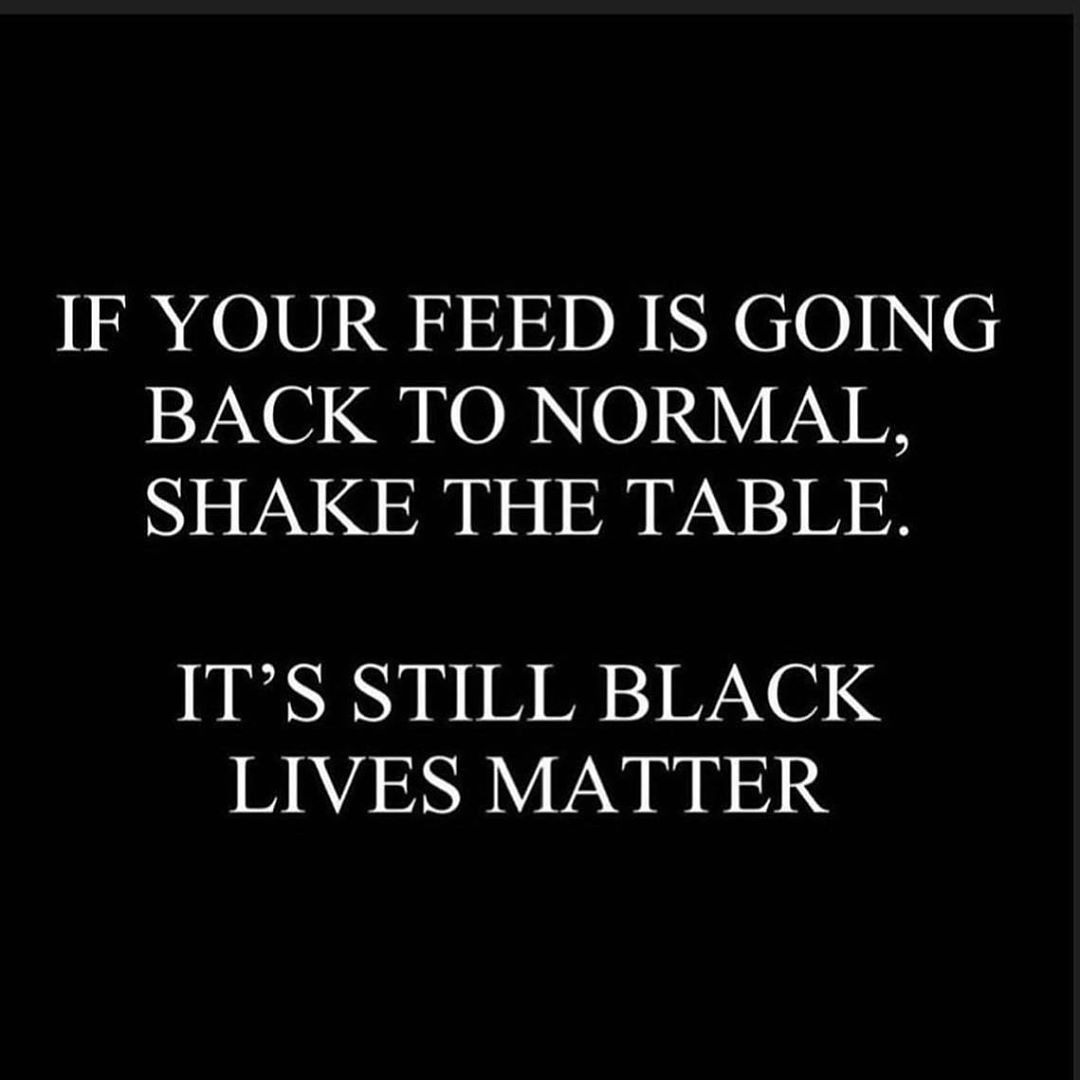 IF YOUR FEED IS GOING
BACK TO NORMAL,
SHAKE THE TABLE.
IT’S STILL BLACK
LIVES MATTER